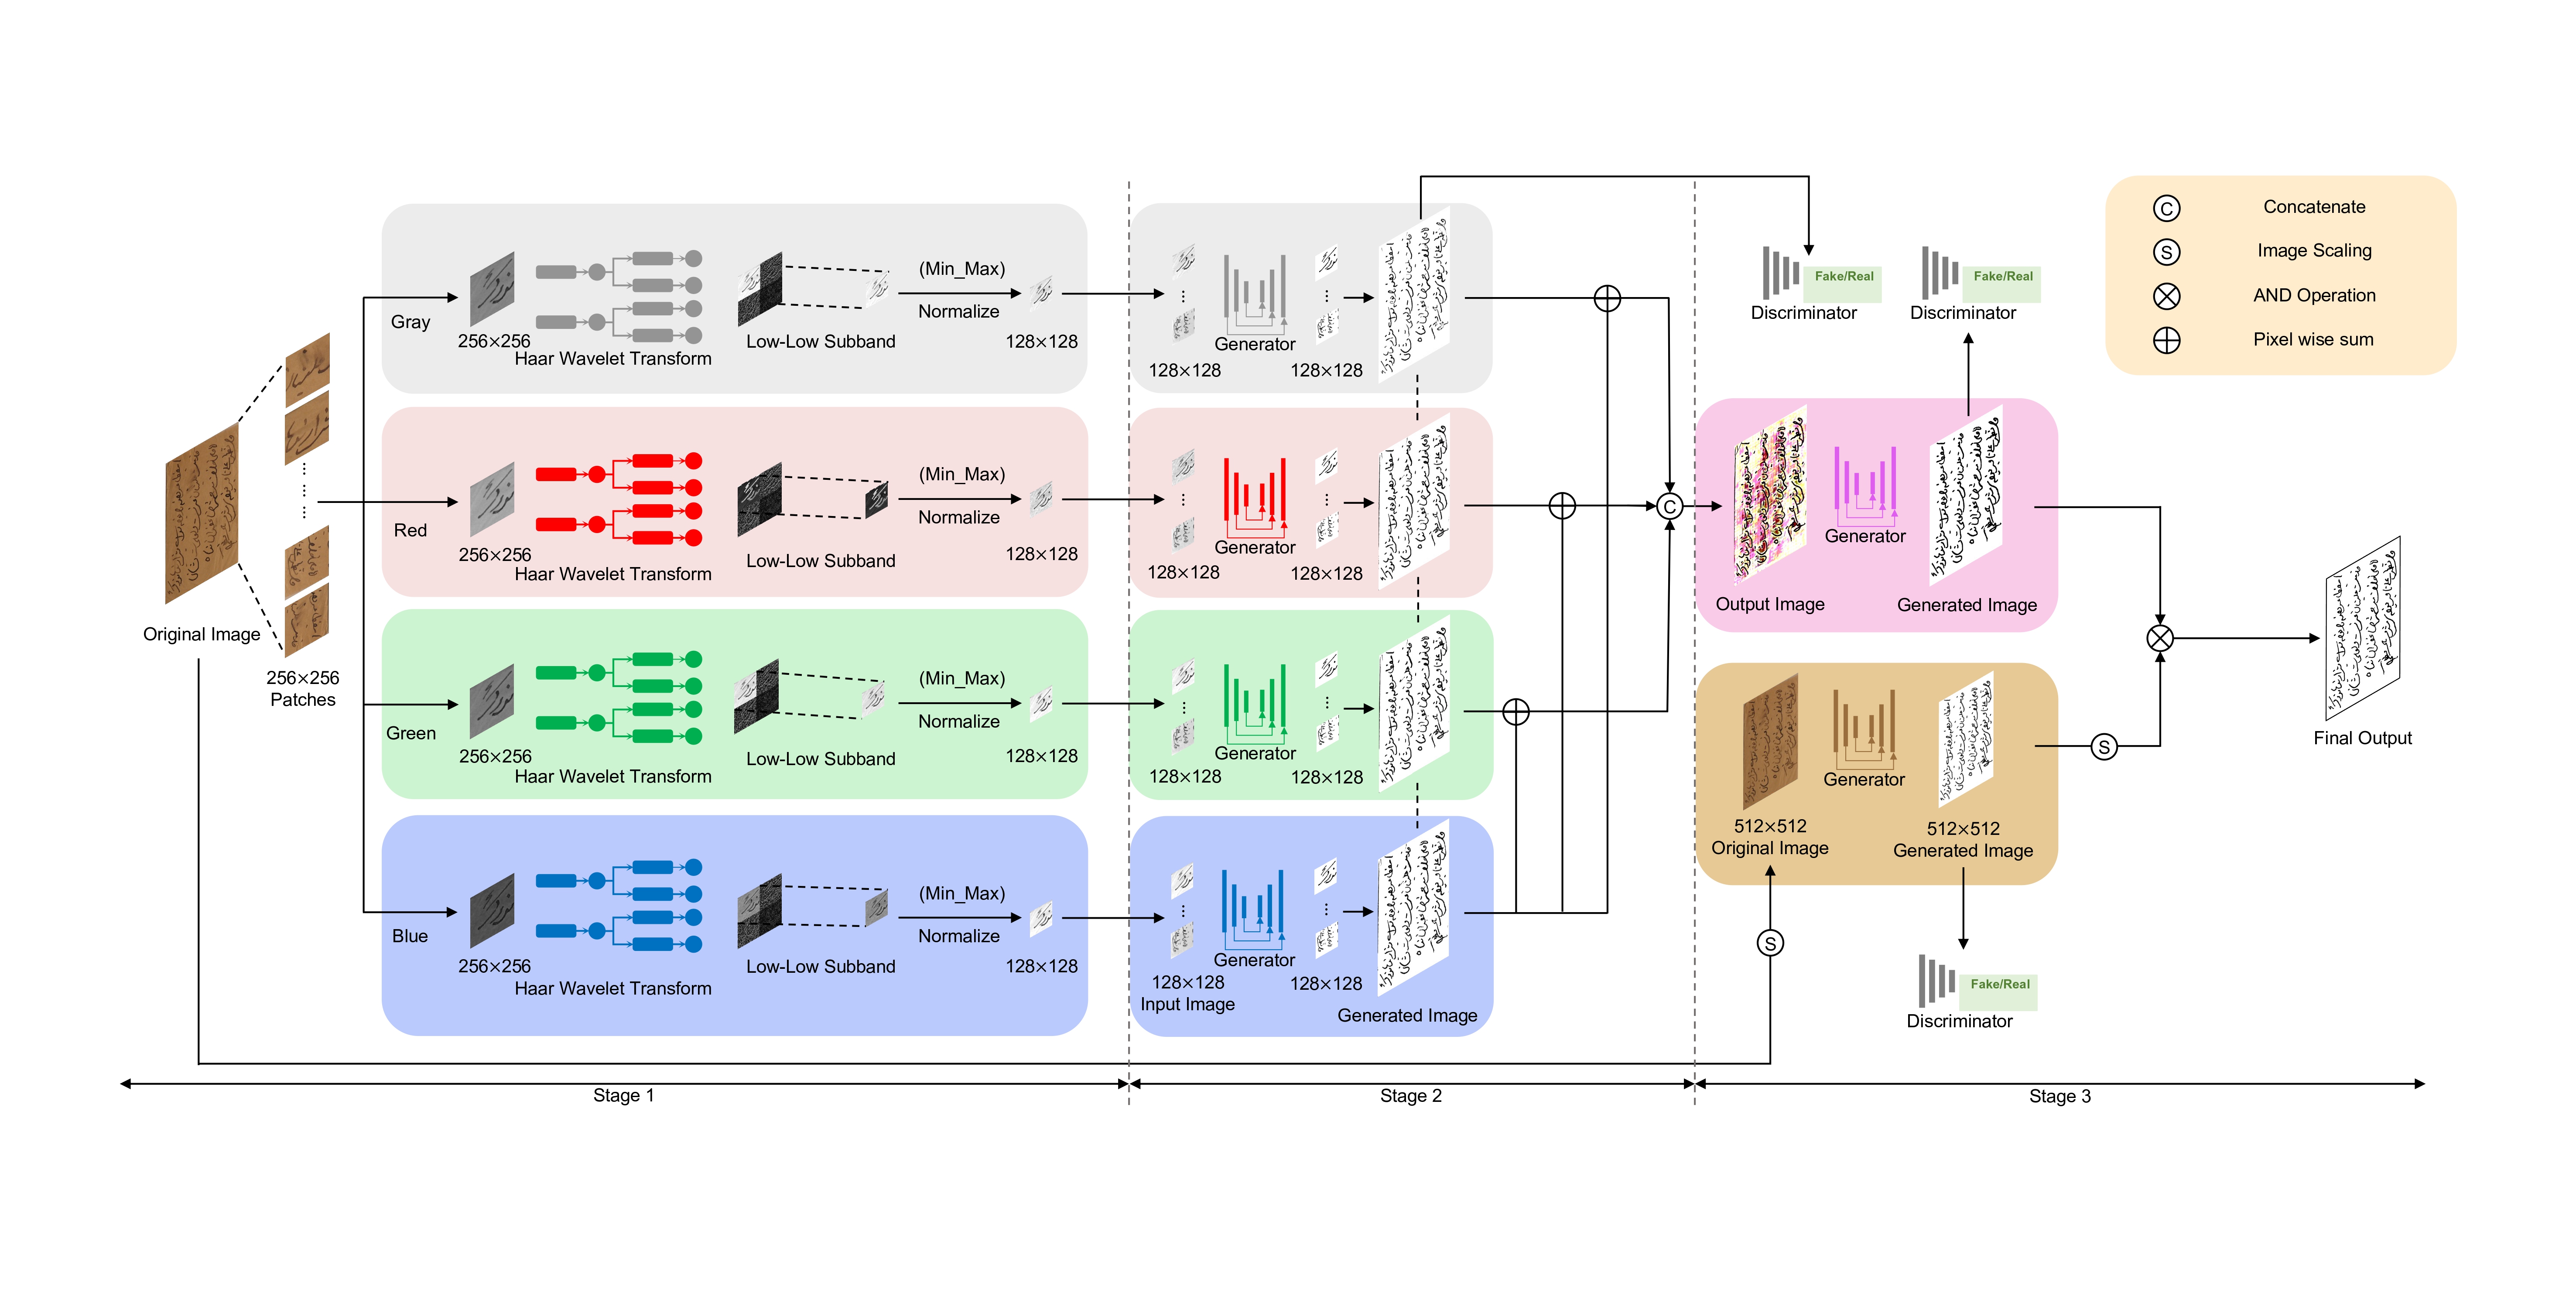 Original Image
256×256
Patches
Gray
256×256
Haar Wavelet Transform
Low-Low Subband
(Min_Max)
Normalize
128×128
Red
256×256
Haar Wavelet Transform
Low-Low Subband
(Min_Max)
Normalize
128×128
Green
256×256
Haar Wavelet Transform
Low-Low Subband
(Min_Max)
Normalize
128×128
Blue
256×256
Haar Wavelet Transform
Low-Low Subband
(Min_Max)
Normalize
128×128
Stage 1
128×128
Generator
128×128
128×128
Generator
128×128
128×128
Generator
128×128
128×128
Input Image
Generator
128×128
Generated Image
C
Stage 2
Fake/Real
Discriminator
Fake/Real
Discriminator
Output Image
Generator
Generated Image
512×512
Original Image
Generator
512×512
Generated Image
S
S
Fake/Real
Discriminator
Final Output
Stage 3
C Concatenate
S Image Scaling
AND Operation
Pixel wise sum